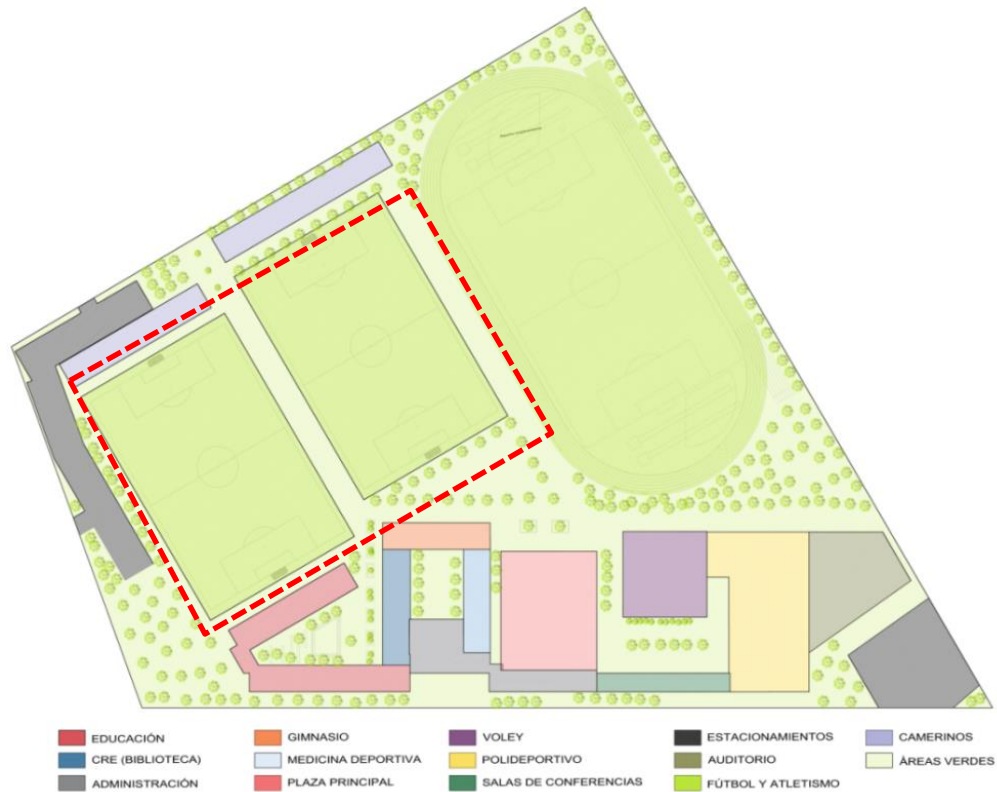 EDUCACIÓN GIMNASIO VOLEY ESTACIONAMIENTOS CAMERINOS
CRE (BIBLIOTECA) MEDICINA DEPORTIVA POLIDEPORTIVO AUDITORIO ÁREAS VERDES
ADMINISTRACIÓN PLAZA PRINCIPAL SALAS DE CONFERENCIAS FÚTBOL Y ATLETISMO